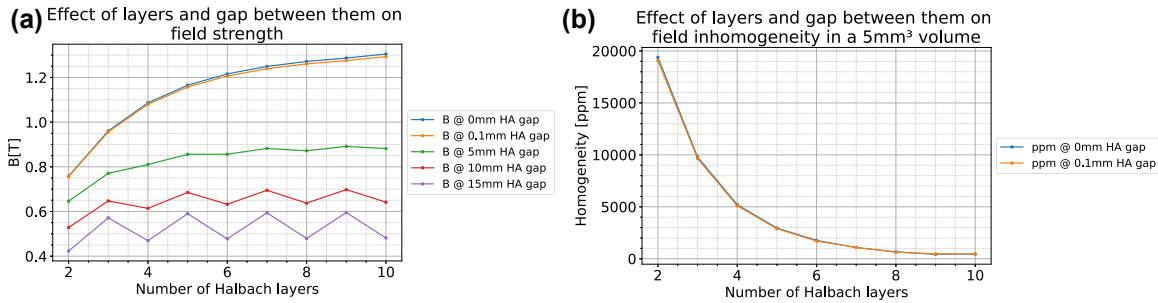 (a)
Effect of layers and gap between them on
field strength
B[T]
1.2
1.0
0.8
0.6
0.4
2
4
6
8
10
Number of Halbach layers
B @ 0mm HA gap
B @ 0.1mm HA gap
B @ 5mm HA gap
B @ 10mm HA gap
B @ 15mm HA gap
(b)
Effect of layers and gap between them on
field inhomogeneity in a 5mm³ volume
Homogeneity [ppm]
20000
15000
10000
5000
0
2
3
4
5
6
7
8
9
10
Number of Halbach layers
ppm @ 0mm HA gap
ppm @ 0.1mm HA gap